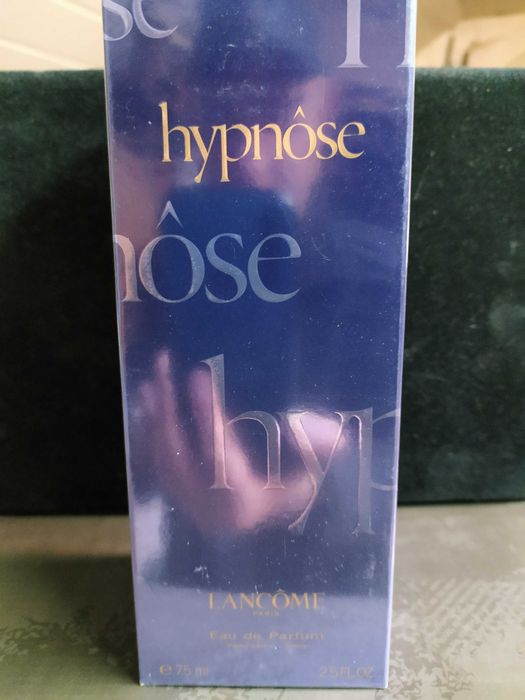 se
hypnôse
nôse
hyp
LANCÔME
PARIS
Eau de Parfum
e 75 ml 2.5 FL.OZ